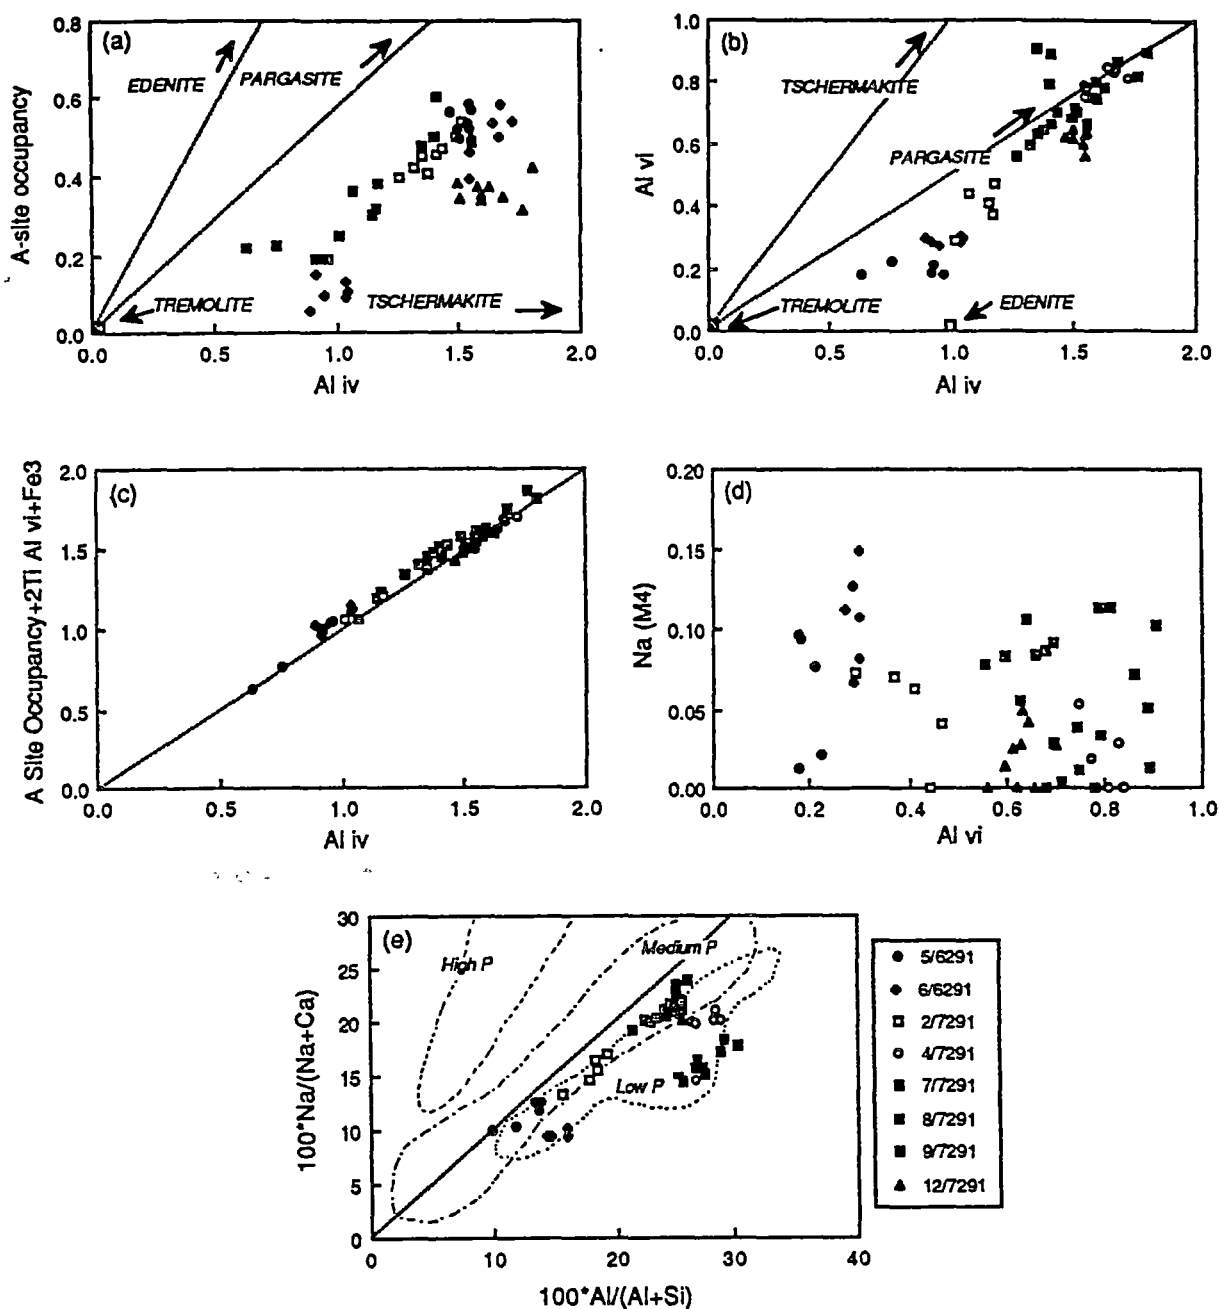 (a)
A-site occupancy
0.8
0.6
0.4
0.2
0.0
EDENITE
PARGASITE
TREMOLITE
TSCHERMAKITE
0.0 0.5 1.0 1.5 2.0
Al iv
(b)
Al vi
1.0
0.8
0.6
0.4
0.2
0.0
TSCHERMAKITE
PARGASITE
TREMOLITE
EDENITE
0.0 0.5 1.0 1.5 2.0
Al iv
(c)
A Site Occupancy+2Ti Al vi+Fe3
2.0
1.5
1.0
0.5
0.0
0.0 0.5 1.0 1.5 2.0
Al iv
(d)
Na (M4)
0.20
0.15
0.10
0.05
0.00
0.0 0.2 0.4 0.6 0.8 1.0
Al vi
(e)
100*Na/(Na+Ca)
30
25
20
15
10
5
0
High P
Medium P
Low P
0 10 20 30 40
100*Al/(Al+Si)
5/6291
6/6291
2/7291
4/7291
7/7291
8/7291
9/7291
12/7291